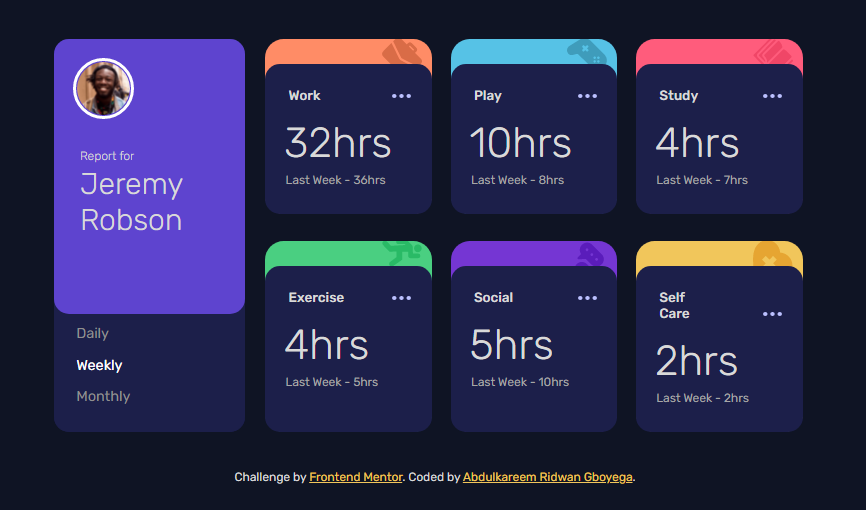 Report for
Jeremy
Robson
Daily
Weekly
Monthly
Work
32hrs
Last Week - 36hrs
Play
10hrs
Last Week - 8hrs
Study
4hrs
Last Week - 7hrs
Exercise
4hrs
Last Week - 5hrs
Social
5hrs
Last Week - 10hrs
Self
Care
2hrs
Last Week - 2hrs
Challenge by Frontend Mentor. Coded by Abdulkareem Ridwan Gboyega.